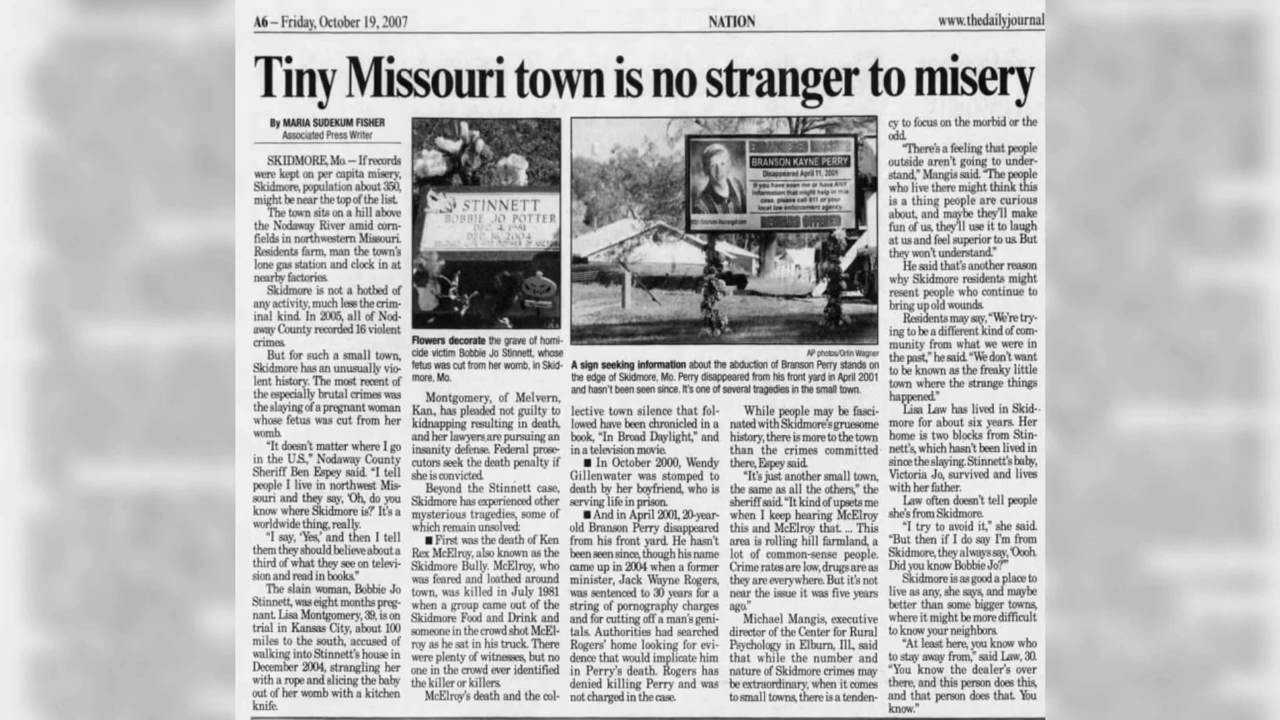 A6 – Friday, October 19, 2007
NATION
www.thedailyjournal
Tiny Missouri town is no stranger to misery
By MARIA SUDEKUM FISHER
Associated Press Writer
SKIDMORE, Mo. — If records
were kept on per capita misery,
Skidmore, population about 350,
might be near the top of the list.
The town sits on a hill above
the Nodaway River amid corn-
fields in northwestern Missouri.
Residents farm, man the town's
lone gas station and clock in at
nearby factories.
Skidmore is not a hotbed of
any activity, much less the crim-
inal kind. In 2005, all of Nod-
away County recorded 16 violent
crimes.
But for such a small town,
Skidmore has an unusually vio-
lent history. The most recent of
the especially brutal crimes was
the slaying of a pregnant woman
whose fetus was cut from her
womb.
"It doesn't matter where I go
in the U.S.," Nodaway County
Sheriff Ben Espey said. "I tell
people I live in northwest Mis-
souri and they say, 'Oh, do you
know where Skidmore is?' It's a
worldwide thing, really.
"I say, 'Yes,' and then I tell
them they should believe about a
third of what they see on televi-
sion and read in books."
The slain woman, Bobbie Jo
Stinnett, was eight months preg-
nant. Lisa Montgomery, 39, is on
trial in Kansas City, about 100
miles to the south, accused of
walking into Stinnett's house in
December 2004, strangling her
with a rope and slicing the baby
out of her womb with a kitchen
knife.
STINNETT
BOBBIE JO POTTER
DEC. 4, 1981
DEC. 16, 2004
Flowers decorate the grave of homi-
cide victim Bobbie Jo Stinnett, whose
fetus was cut from her womb, in Skid-
more, Mo.
Montgomery, of Melvern,
Kan, has pleaded not guilty to
kidnapping resulting in death,
and her lawyers are pursuing an
insanity defense. Federal prose-
cutors seek the death penalty if
she is convicted.
Beyond the Stinnett case,
Skidmore has experienced other
mysterious tragedies, some of
which remain unsolved:
■ First was the death of Ken
Rex McElroy, also known as the
Skidmore Bully. McElroy, who
was feared and loathed around
town, was killed in July 1981
when a group came out of the
Skidmore Food and Drink and
someone in the crowd shot McEl-
roy as he sat in his truck. There
were plenty of witnesses, but no
one in the crowd ever identified
the killer or killers.
McElroy's death and the col-
BRANSON KAYNE PERRY
Disappeared April 11, 2001
If you have seen me or have ANY
information that might help in this
case, please call 911 or your
local law enforcement agency.
AP photos/Orlin Wagner
A sign seeking information about the abduction of Branson Perry stands on
the edge of Skidmore, Mo. Perry disappeared from his front yard in April 2001
and hasn't been seen since. It's one of several tragedies in the small town.
lective town silence that fol-
lowed have been chronicled in a
book, "In Broad Daylight," and
in a television movie.
■ In October 2000, Wendy
Gillenwater was stomped to
death by her boyfriend, who is
serving life in prison.
■ And in April 2001, 20-year-
old Branson Perry disappeared
from his front yard. He hasn't
been seen since, though his name
came up in 2004 when a former
minister, Jack Wayne Rogers,
was sentenced to 30 years for a
string of pornography charges
and for cutting off a man's geni-
tals. Authorities had searched
Rogers' home looking for evi-
dence that would implicate him
in Perry's death. Rogers has
denied killing Perry and was
not charged in the case.
While people may be fasci-
nated with Skidmore's gruesome
history, there is more to the town
than the crimes committed
there, Espey said.
"It's just another small town,
the same as all the others," the
sheriff said. "It kind of upsets me
when I keep hearing McElroy
this and McElroy that. ... This
area is rolling hill farmland, a
lot of common-sense people.
Crime rates are low, drugs are as
they are everywhere. But it's not
near the issue it was five years
ago."
Michael Mangis, executive
director of the Center for Rural
Psychology in Elburn, Ill., said
that while the number and
nature of Skidmore crimes may
be extraordinary, when it comes
to small towns, there is a tenden-
cy to focus on the morbid or the
odd.
"There's a feeling that people
outside aren't going to under-
stand," Mangis said. "The people
who live there might think this
is a thing people are curious
about, and maybe they'll make
fun of us, they'll use it to laugh
at us and feel superior to us. But
they won't understand."
He said that's another reason
why Skidmore residents might
resent people who continue to
bring up old wounds.
Residents may say, "We're try-
ing to be a different kind of com-
munity from what we were in
the past," he said. "We don't want
to be known as the freaky little
town where the strange things
happened."
Lisa Law has lived in Skid-
more for about six years. Her
home is two blocks from Stin-
nett's, which hasn't been lived in
since the slaying. Stinnett's baby,
Victoria Jo, survived and lives
with her father.
Law often doesn't tell people
she's from Skidmore.
"I try to avoid it," she said.
"But then if I do say I'm from
Skidmore, they always say, 'Oooh.
Did you know Bobbie Jo?'"
Skidmore is as good a place to
live as any, she says, and maybe
better than some bigger towns,
where it might be more difficult
to know your neighbors.
"At least here, you know who
to stay away from," said Law, 30.
"You know the dealer's over
there, and this person does this,
and that person does that. You
know."